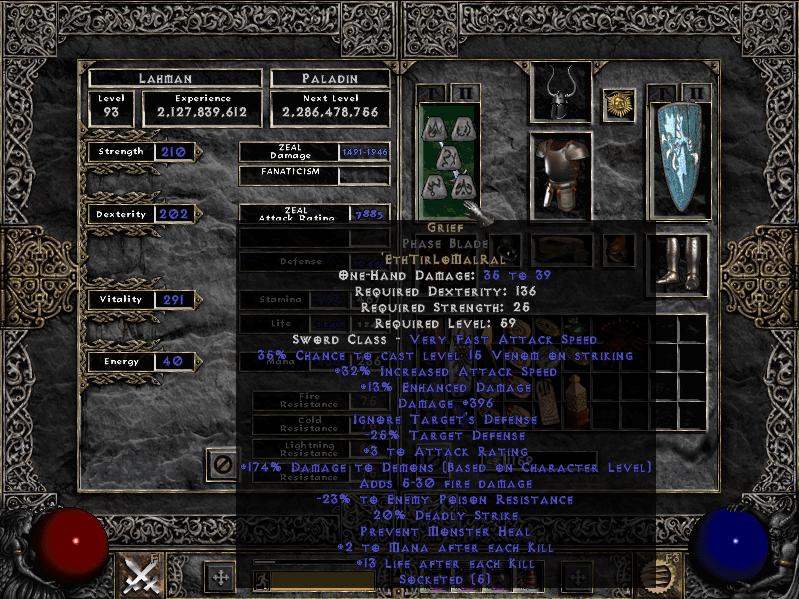 Lahman Paladin
Level Experience Next Level
93 2,127,839,612 2,286,478,756
I II I II
Strength 210
ZEAL
Damage 1491-1946
FANATICISM
Dexterity 202
ZEAL
Attack Rating 7885
Defense
Stamina
Vitality 291
Life
Energy 40
Fire
Resistance
Cold
Resistance
Lightning
Resistance
Resistance
Grief
Phase Blade
'EthTirLoMalRal'
One-Hand Damage: 35 to 39
Required Dexterity: 136
Required Strength: 25
Required Level: 59
Sword Class - Very Fast Attack Speed
35% Chance to cast level 15 Venom on striking
+32% Increased Attack Speed
+13% Enhanced Damage
Damage +396
Ignore Target's Defense
-25% Target Defense
+3 to Attack Rating
+174% Damage to Demons (Based on Character Level)
Adds 5-30 fire damage
-23% to Enemy Poison Resistance
20% Deadly Strike
Prevent Monster Heal
+2 to Mana after each Kill
+13 Life after each Kill
Socketed (5)
F3